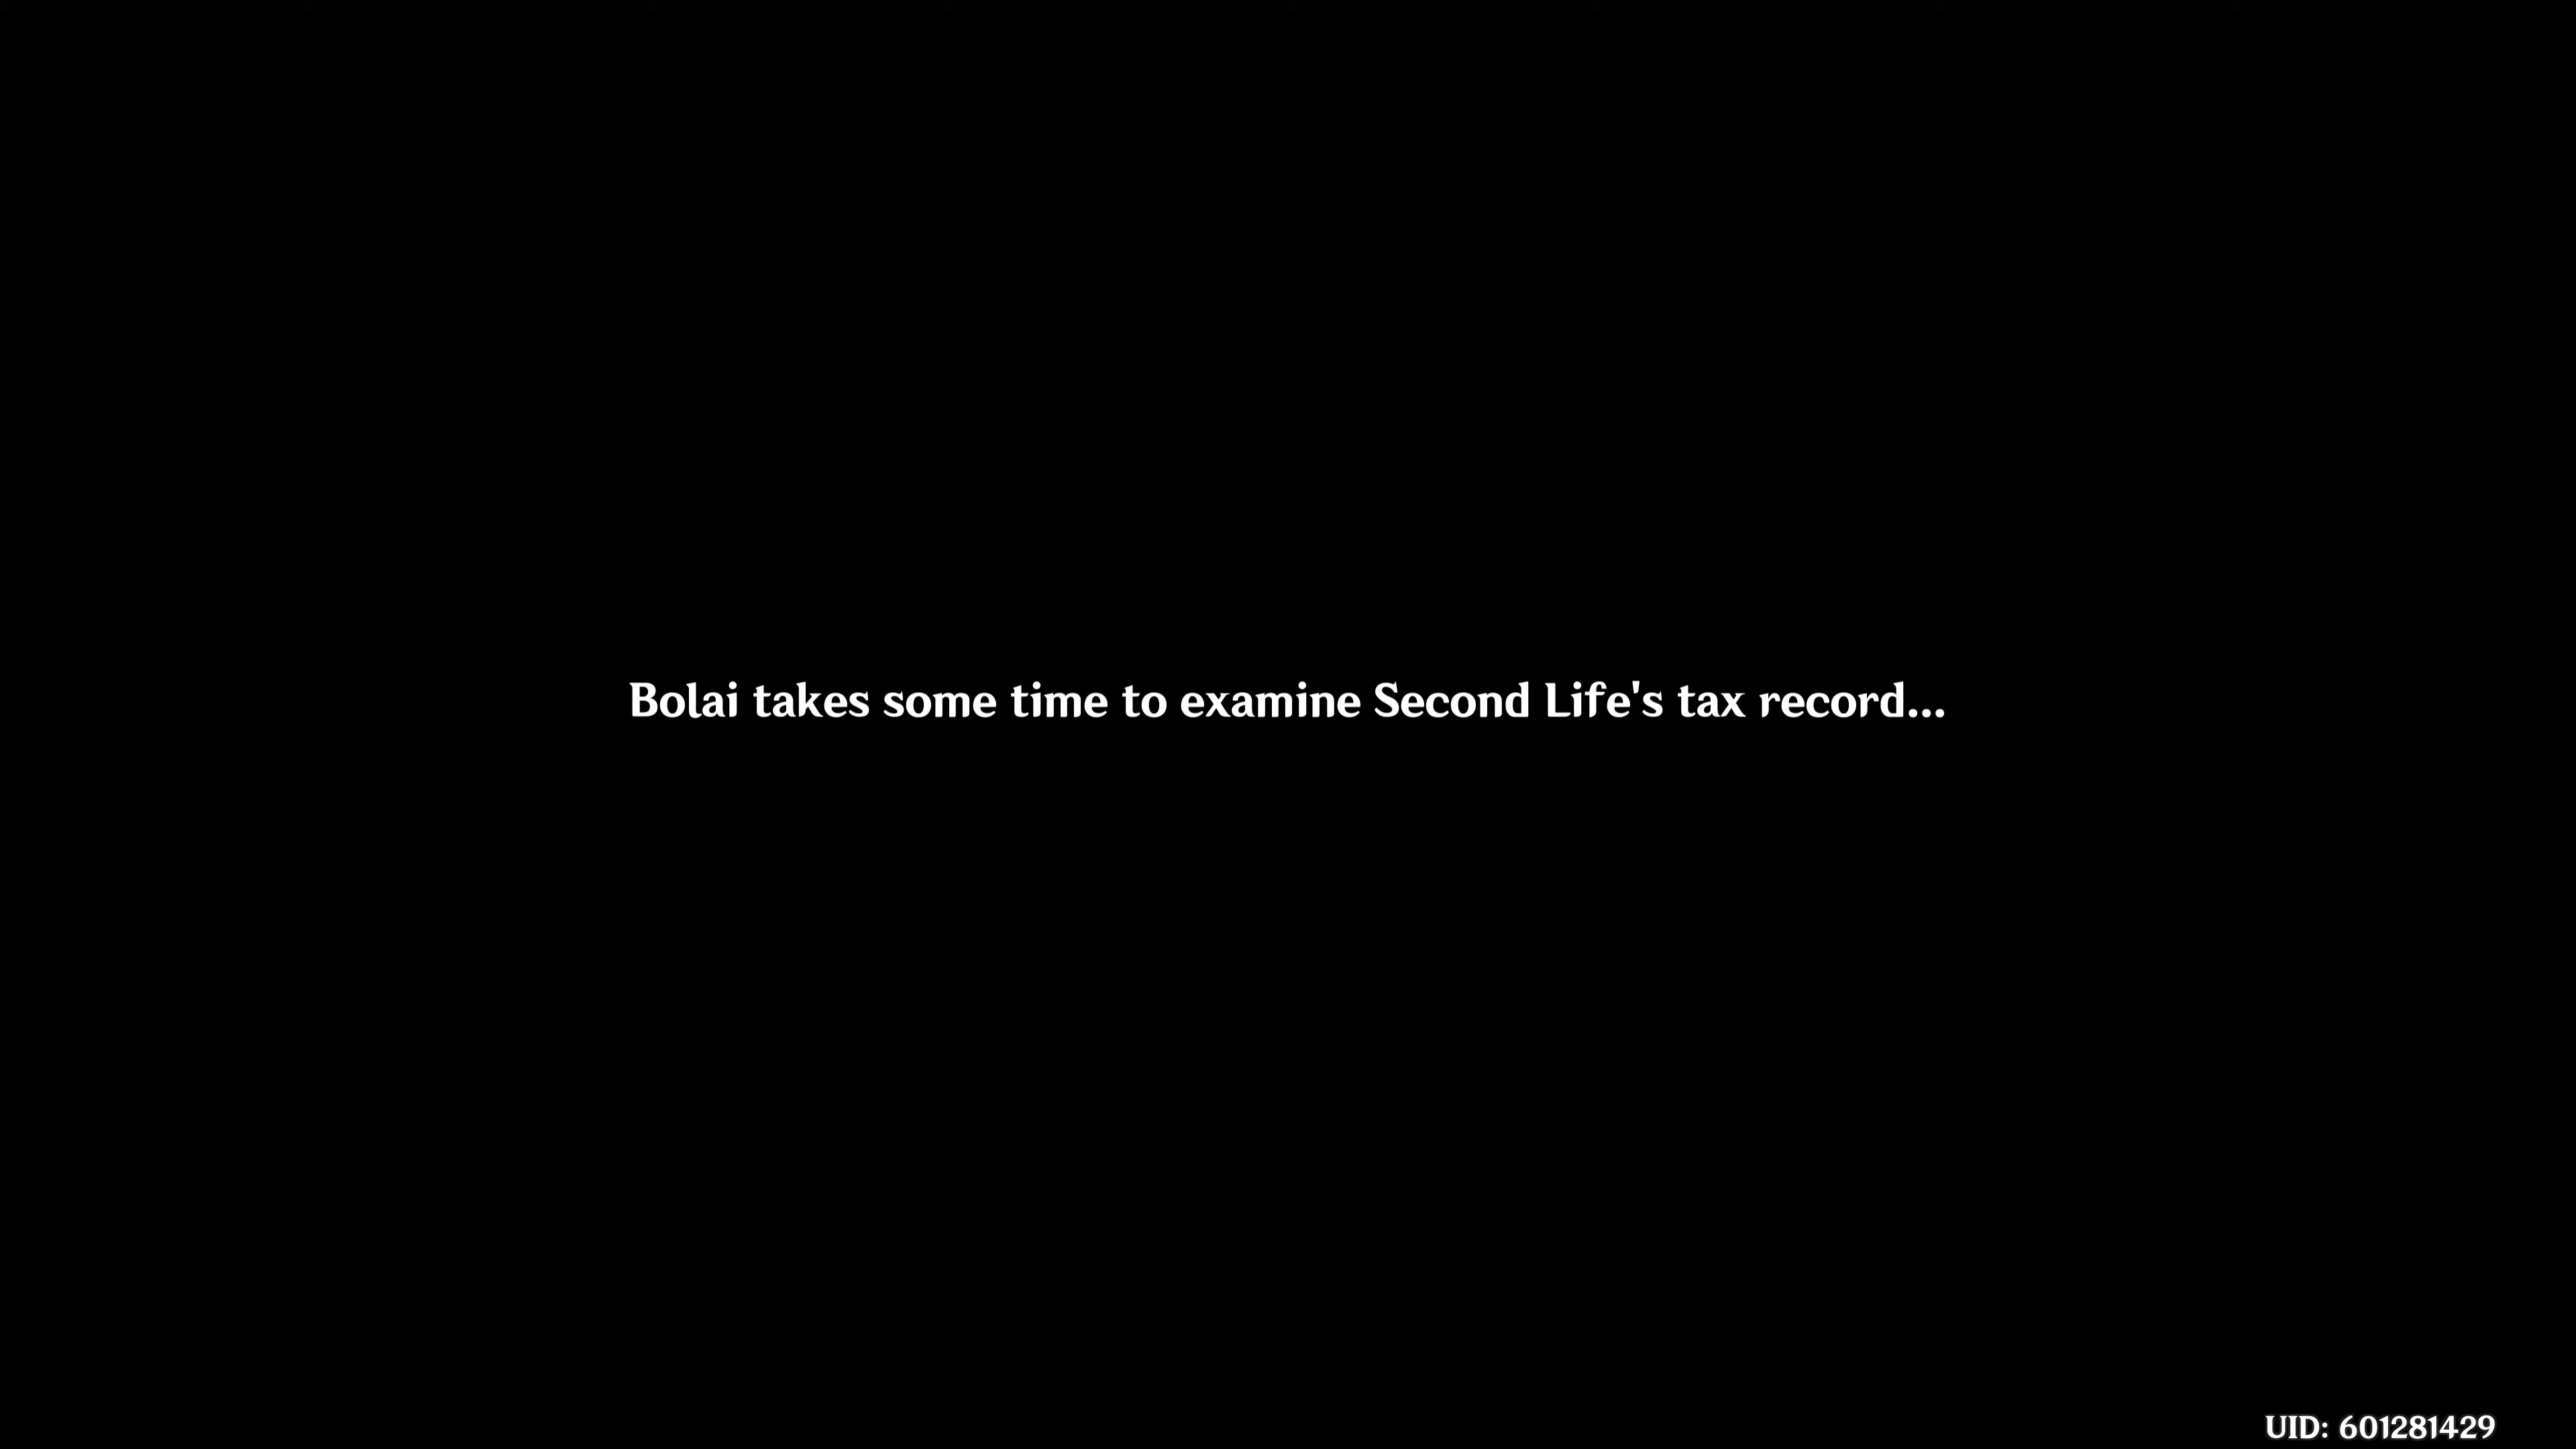 Bolai takes some time to examine Second Life's tax record...
UID: 601281429